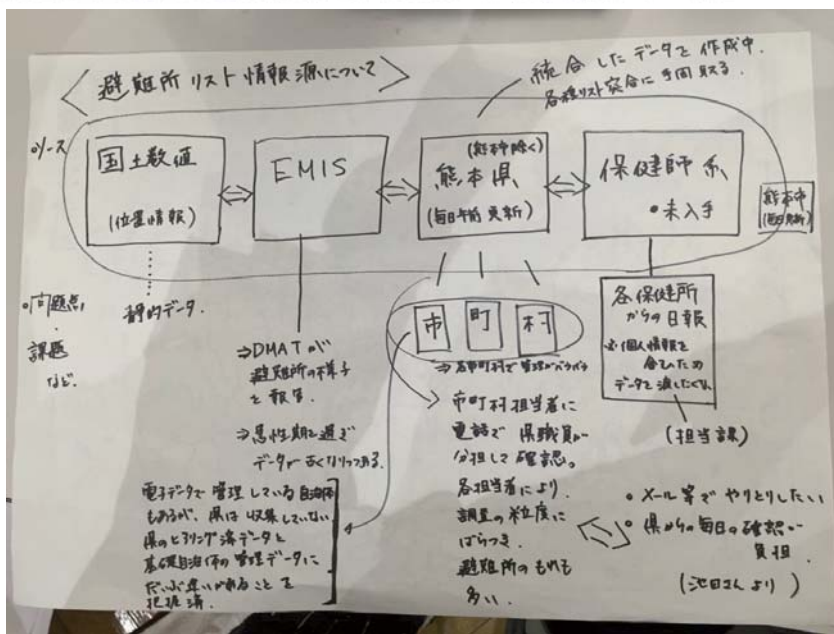 <避難所リスト情報源について>
統合したデータを作成中.
各種リスト突合に手間取る.
○ソース
国土数値
(位置情報)
EMIS
(熊本市除く)
熊本県
(毎日午前更新)
保健師系
・未入手
熊本市
(毎日更新)
・問題点,
課題
など.
静的データ.
⇒DMATが
避難所の様子
を報告.
⇒急性期を過ぎ
データが古くなりつつある.
市 町 村
⇒各市町村で管理がバラバラ
各保健所
からの日報
※個人情報を
含むため
データを渡したくない
(担当課)
市町村担当者に
電話で県職員が
分担して確認。
各担当者により.
調査の粒度に
ばらつき.
避難所のもれも
多い.
電子データで管理している自治体
もあるが、県は収集していない
県のヒアリング済データと
基礎自治体の管理データに
だいぶ違いがあることを
把握済.
・メール等でやりとりしたい
・県からの毎日の確認が
負担.
(池田さんより)